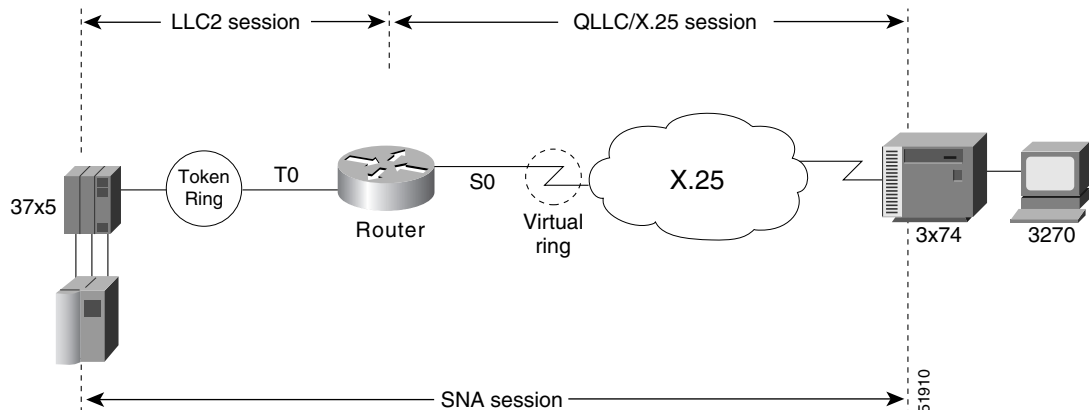 LLC2 session
QLLC/X.25 session
37x5
Token
Ring
T0
Router
S0
Virtual
ring
X.25
3x74
3270
SNA session
51910